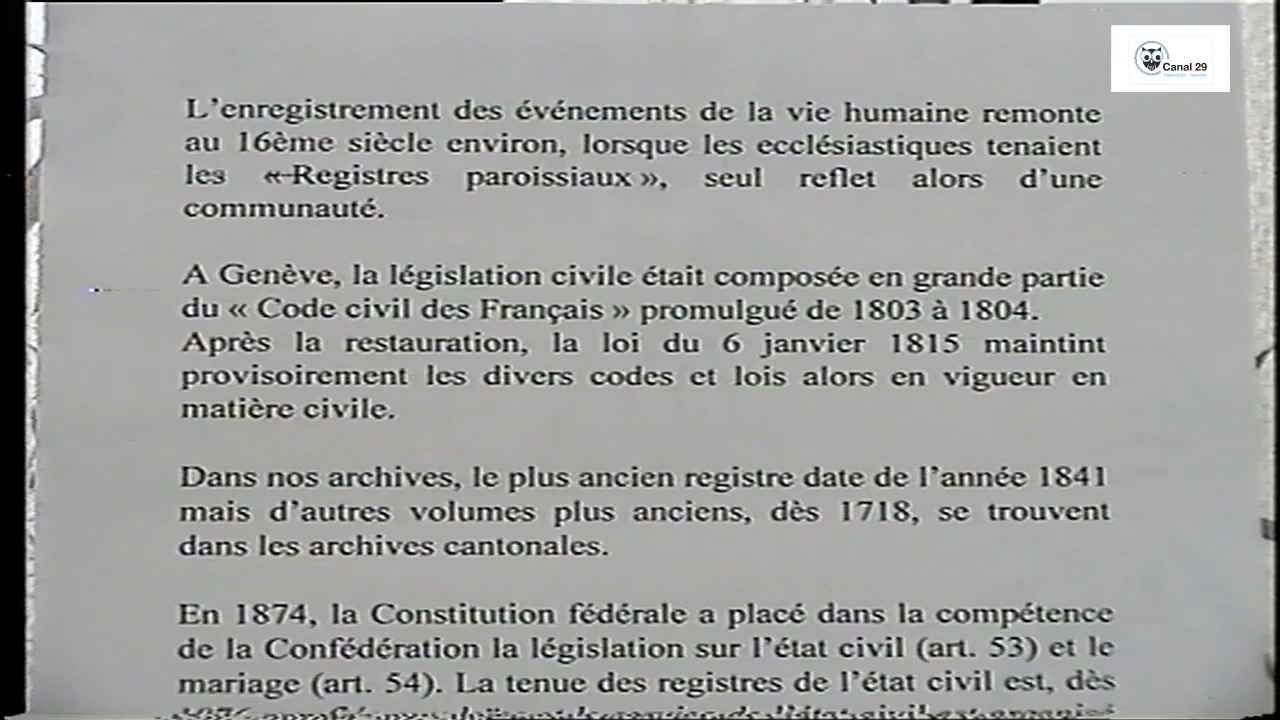 Canal 29
Télévision - Vernier
L'enregistrement des événements de la vie humaine remonte
au 16ème siècle environ, lorsque les ecclésiastiques tenaient
les « Registres paroissiaux », seul reflet alors d'une
communauté.
A Genève, la législation civile était composée en grande partie
du « Code civil des Français » promulgué de 1803 à 1804.
Après la restauration, la loi du 6 janvier 1815 maintint
provisoirement les divers codes et lois alors en vigueur en
matière civile.
Dans nos archives, le plus ancien registre date de l'année 1841
mais d'autres volumes plus anciens, dès 1718, se trouvent
dans les archives cantonales.
En 1874, la Constitution fédérale a placé dans la compétence
de la Confédération la législation sur l'état civil (art. 53) et le
mariage (art. 54). La tenue des registres de l'état civil est, dès